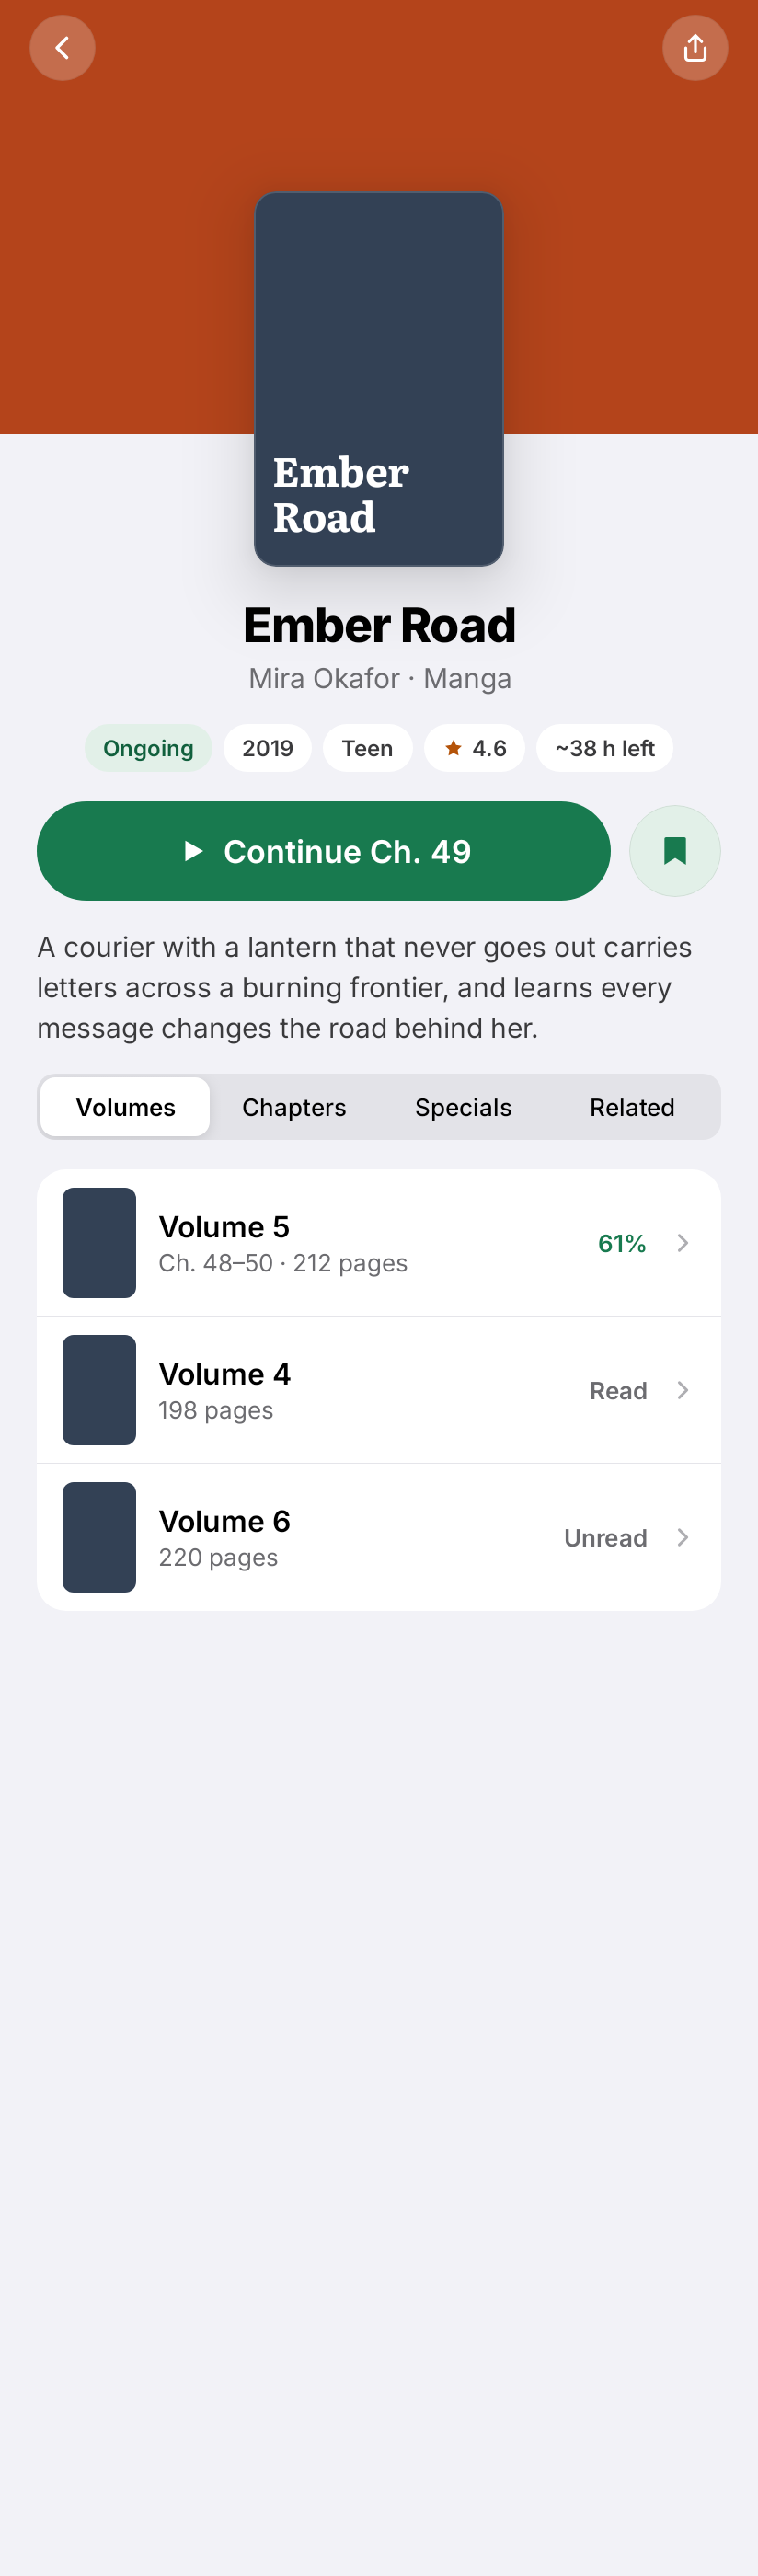 Ember
Road
Ember Road
Mira Okafor · Manga
Ongoing 2019 Teen ★ 4.6 ~38 h left
Continue Ch. 49
A courier with a lantern that never goes out carries
letters across a burning frontier, and learns every
message changes the road behind her.
Volumes Chapters Specials Related
Volume 5
Ch. 48–50 · 212 pages
61%
Volume 4
198 pages
Read
Volume 6
220 pages
Unread